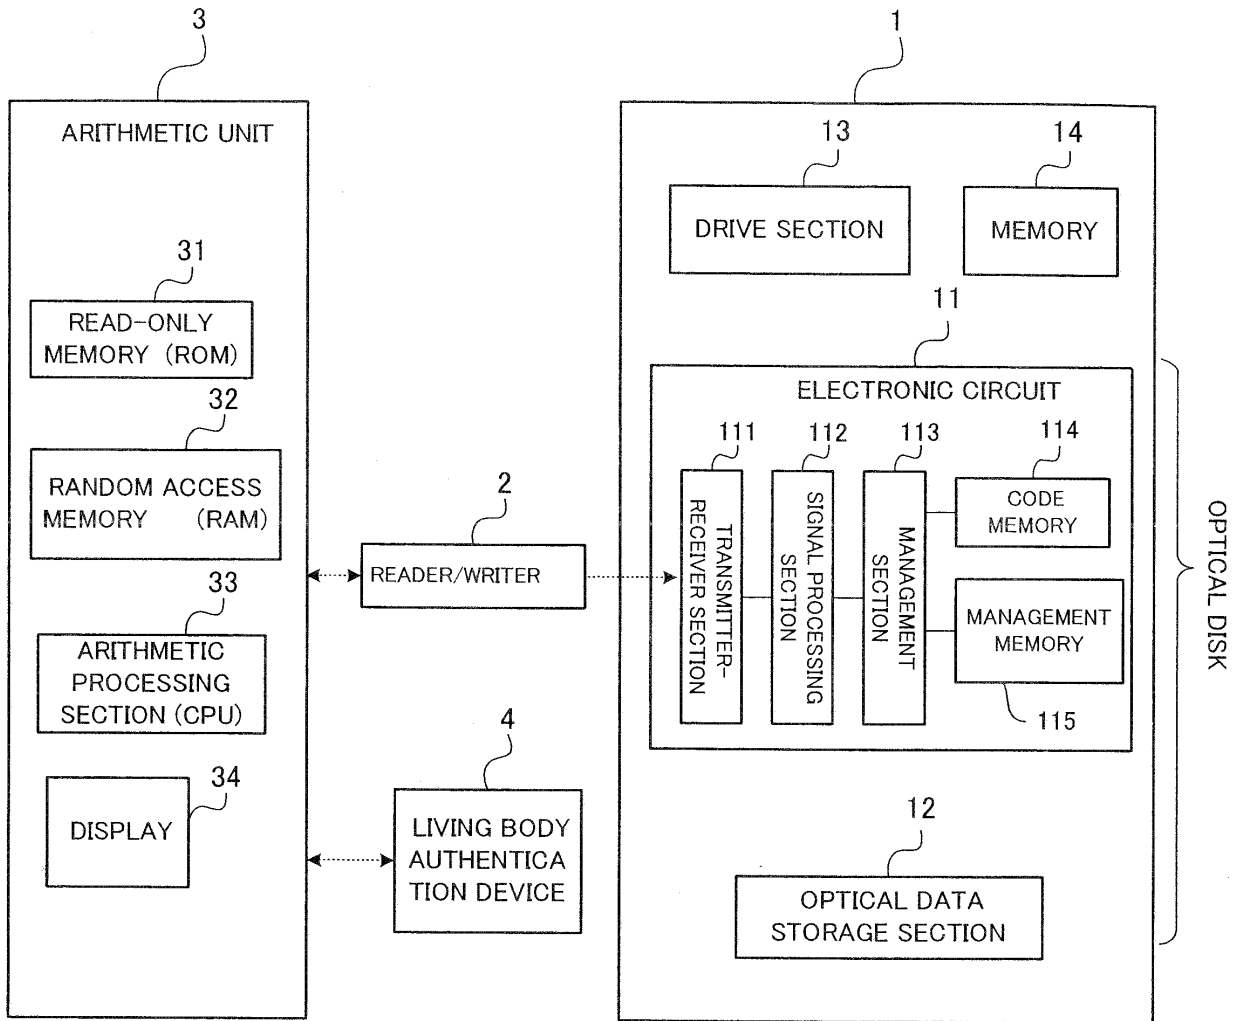 3
1
ARITHMETIC UNIT
13
14
DRIVE SECTION
MEMORY
31
READ-ONLY
MEMORY (ROM)
11
ELECTRONIC CIRCUIT
32
RANDOM ACCESS
MEMORY (RAM)
111
112
113
114
TRANSMITTER-
RECEIVER SECTION
SIGNAL PROCESSING
SECTION
MANAGEMENT
SECTION
CODE
MEMORY
2
READER/WRITER
MANAGEMENT
MEMORY
115
OPTICAL DISK
33
ARITHMETIC
PROCESSING
SECTION (CPU)
34
DISPLAY
4
LIVING BODY
AUTHENTICA
TION DEVICE
12
OPTICAL DATA
STORAGE SECTION